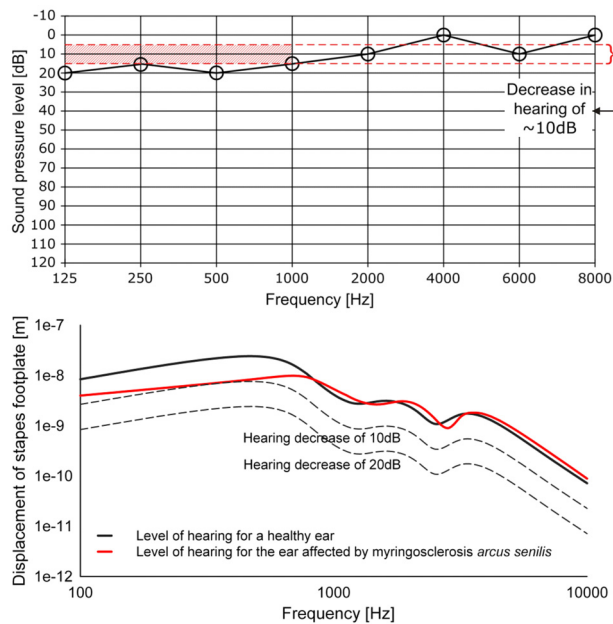 -10
0
10
20
30
40
50
60
70
80
90
100
110
120
Sound pressure level [dB]
Decrease in
hearing of
~10dB
125 250 500 1000 2000 4000 6000 8000
Frequency [Hz]
1e-7
1e-8
1e-9
1e-10
1e-11
1e-12
Displacement of stapes footplate [m]
Hearing decrease of 10dB
Hearing decrease of 20dB
Level of hearing for a healthy ear
Level of hearing for the ear affected by myringosclerosis arcus senilis
100 1000 10000
Frequency [Hz]